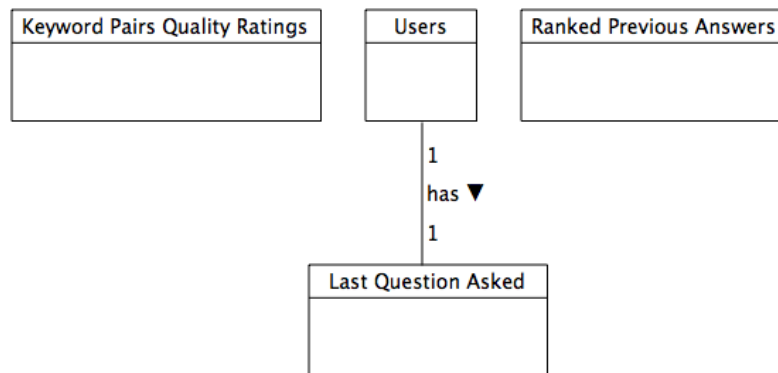 Keyword Pairs Quality Ratings
Users
Ranked Previous Answers
1
has ▼
1
Last Question Asked